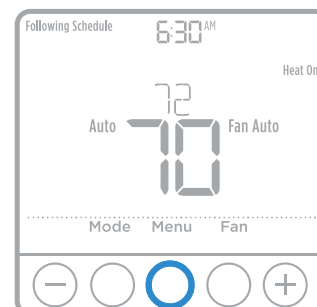 Following Schedule 6:30 AM
Heat On
72
Auto 70 Fan Auto
Mode Menu Fan
− +